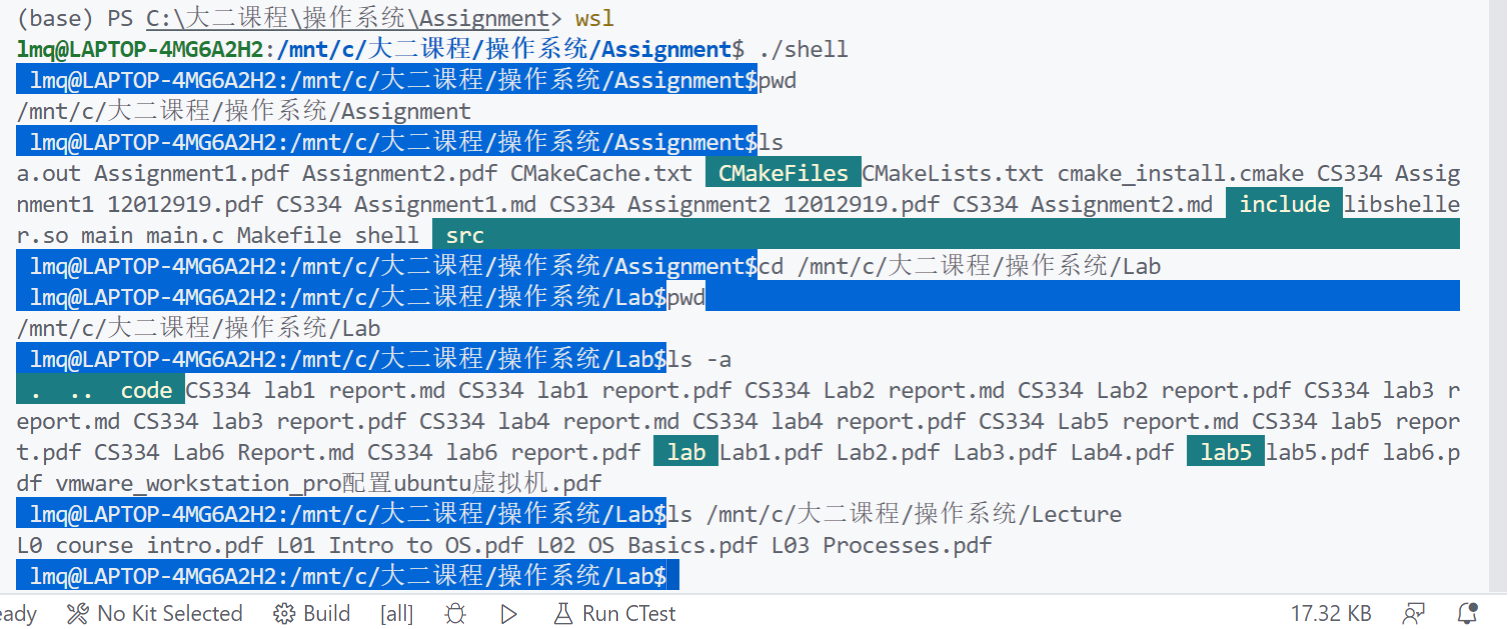 (base) PS C:\大二课程\操作系统\Assignment> wsl
lmq@LAPTOP-4MG6A2H2:/mnt/c/大二课程/操作系统/Assignment$ ./shell
lmq@LAPTOP-4MG6A2H2:/mnt/c/大二课程/操作系统/Assignment$pwd
/mnt/c/大二课程/操作系统/Assignment
lmq@LAPTOP-4MG6A2H2:/mnt/c/大二课程/操作系统/Assignment$ls
a.out Assignment1.pdf Assignment2.pdf CMakeCache.txt CMakeFiles CMakeLists.txt cmake_install.cmake CS334 Assig
nment1 12012919.pdf CS334 Assignment1.md CS334 Assignment2 12012919.pdf CS334 Assignment2.md include libshelle
r.so main main.c Makefile shell src
lmq@LAPTOP-4MG6A2H2:/mnt/c/大二课程/操作系统/Assignment$cd /mnt/c/大二课程/操作系统/Lab
lmq@LAPTOP-4MG6A2H2:/mnt/c/大二课程/操作系统/Lab$pwd
/mnt/c/大二课程/操作系统/Lab
lmq@LAPTOP-4MG6A2H2:/mnt/c/大二课程/操作系统/Lab$ls -a
. .. code CS334 lab1 report.md CS334 lab1 report.pdf CS334 Lab2 report.md CS334 Lab2 report.pdf CS334 lab3 r
eport.md CS334 lab3 report.pdf CS334 lab4 report.md CS334 lab4 report.pdf CS334 Lab5 report.md CS334 lab5 repor
t.pdf CS334 Lab6 Report.md CS334 lab6 report.pdf lab Lab1.pdf Lab2.pdf Lab3.pdf Lab4.pdf lab5 lab5.pdf lab6.p
df vmware_workstation_pro配置ubuntu虚拟机.pdf
lmq@LAPTOP-4MG6A2H2:/mnt/c/大二课程/操作系统/Lab$ls /mnt/c/大二课程/操作系统/Lecture
L0 course intro.pdf L01 Intro to OS.pdf L02 OS Basics.pdf L03 Processes.pdf
lmq@LAPTOP-4MG6A2H2:/mnt/c/大二课程/操作系统/Lab$
eady No Kit Selected Build [all] Run CTest 17.32 KB